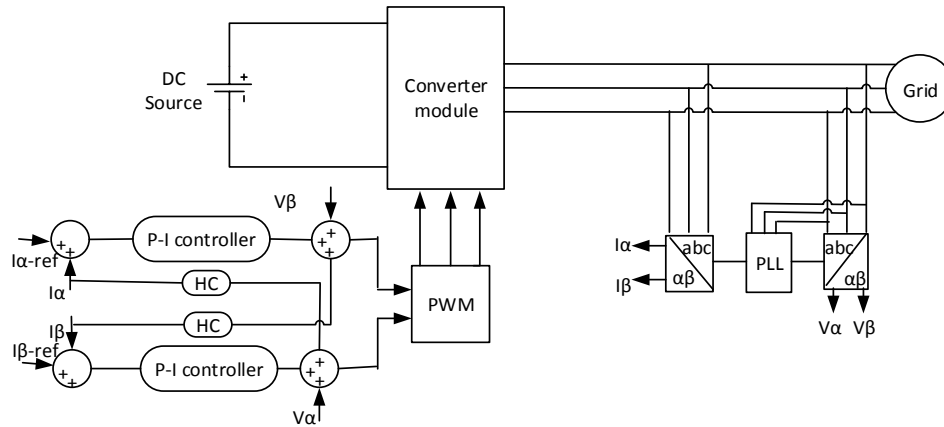 DC
Source
+
-
Converter
module
Grid
Vβ
P-I controller
Iα-ref
+
+
+
+
Iα
HC
Iβ
HC
Iβ-ref
+
+
P-I controller
+
+
Vα
PWM
Iα
Iβ
abc
αβ
PLL
abc
αβ
Vα
Vβ